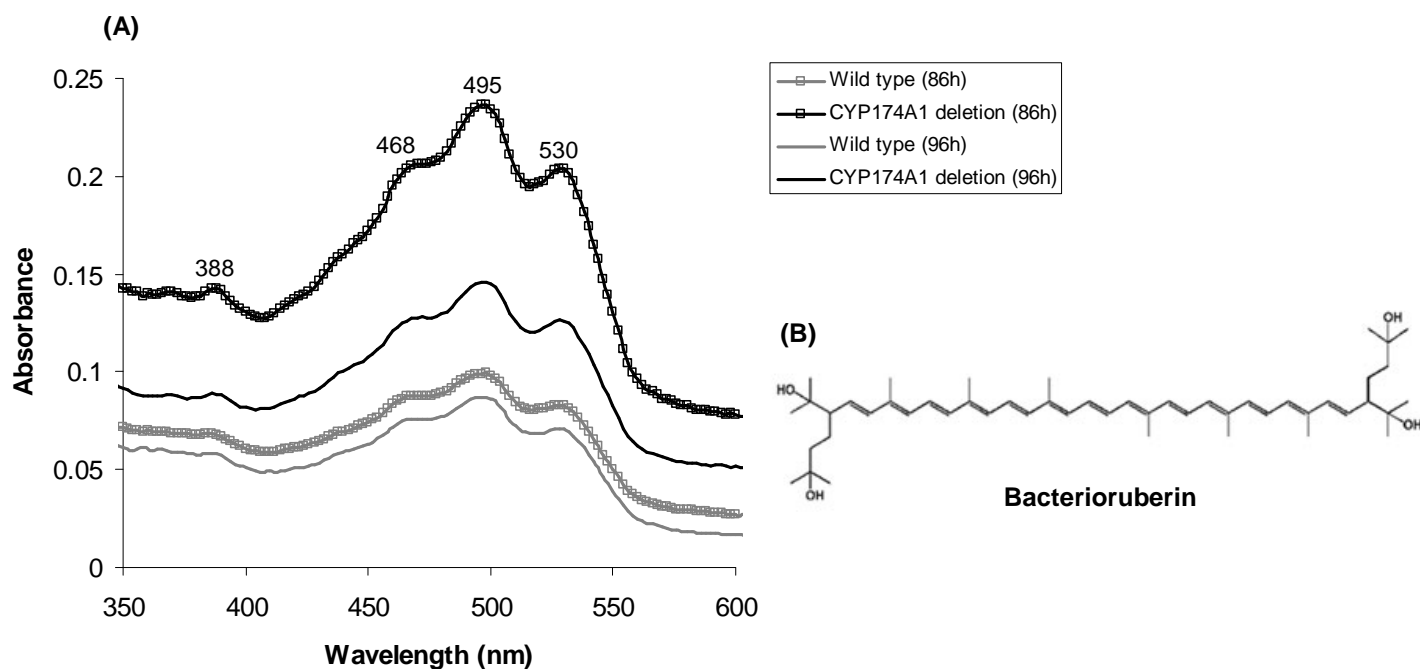 (A)
0.25
0.2
0.15
0.1
0.05
0
Absorbance
388
468
495
530
350
400
450
500
550
600
Wavelength (nm)
Wild type (86h)
CYP174A1 deletion (86h)
Wild type (96h)
CYP174A1 deletion (96h)
(B)
HO
OH
OH
OH
Bacterioruberin